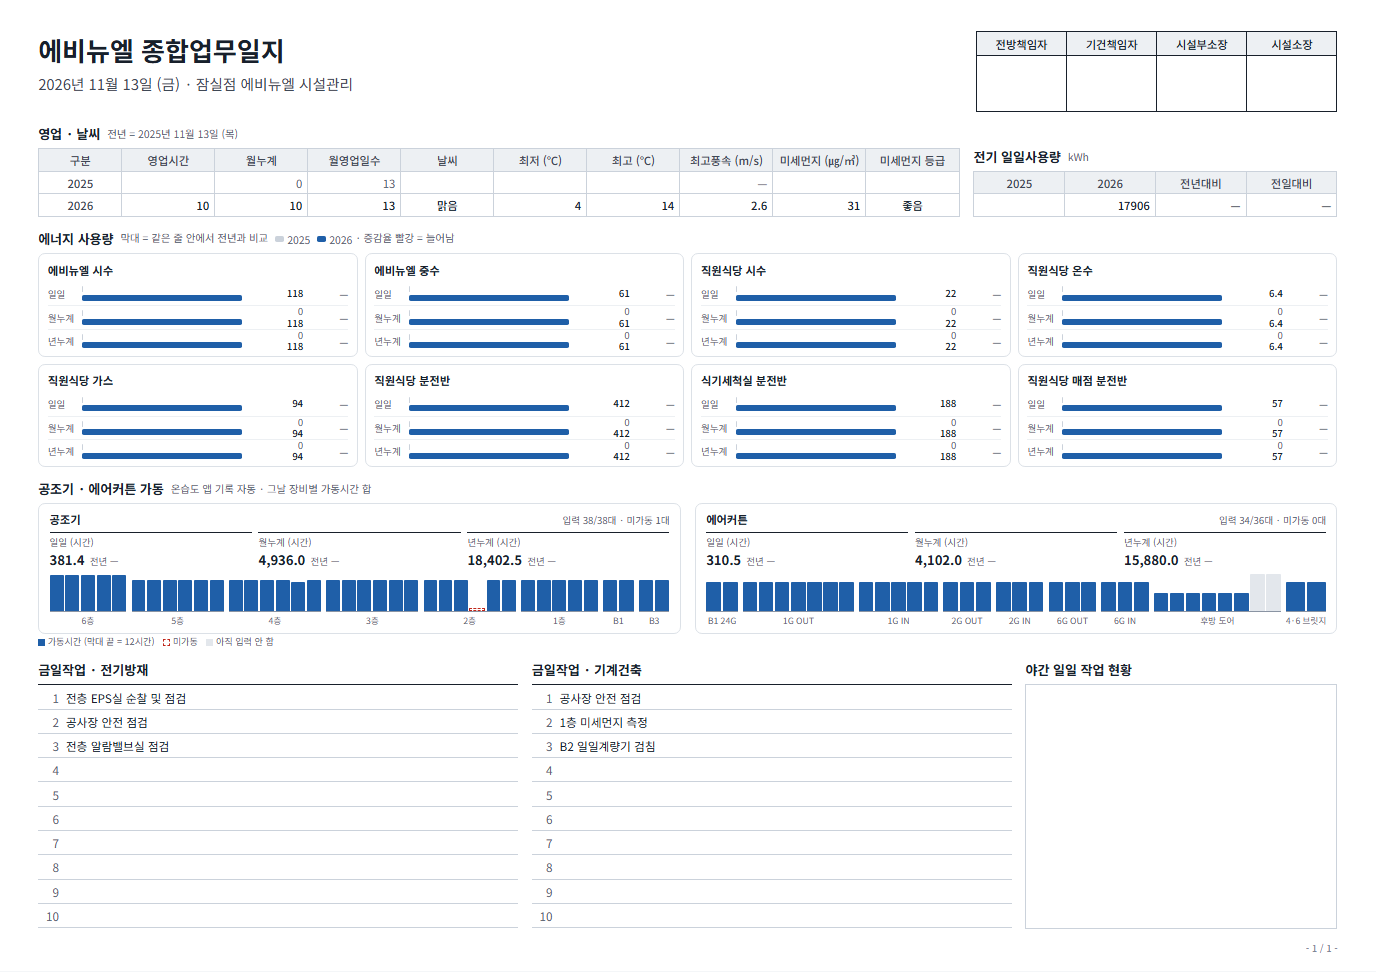 에비뉴엘 종합업무일지
2026년 11월 13일 (금) · 잠실점 에비뉴엘 시설관리
전방책임자 기건책임자 시설부소장 시설소장
영업 · 날씨 전년 = 2025년 11월 13일 (목)
구분 영업시간 월누계 월영업일수 날씨 최저 (℃) 최고 (℃) 최고풍속 (m/s) 미세먼지 (㎍/㎥) 미세먼지 등급
2025 0 13 —
2026 10 10 13 맑음 4 14 2.6 31 좋음
전기 일일사용량 kWh
2025 2026 전년대비 전일대비
17906 — —
에너지 사용량 막대 = 같은 줄 안에서 전년과 비교 2025 2026 · 증감율 빨강 = 늘어남
에비뉴엘 시수
일일 118 —
월누계 0 118 —
년누계 0 118 —
에비뉴엘 중수
일일 61 —
월누계 0 61 —
년누계 0 61 —
직원식당 시수
일일 22 —
월누계 0 22 —
년누계 0 22 —
직원식당 온수
일일 6.4 —
월누계 0 6.4 —
년누계 0 6.4 —
직원식당 가스
일일 94 —
월누계 0 94 —
년누계 0 94 —
직원식당 분전반
일일 412 —
월누계 0 412 —
년누계 0 412 —
식기세척실 분전반
일일 188 —
월누계 0 188 —
년누계 0 188 —
직원식당 매점 분전반
일일 57 —
월누계 0 57 —
년누계 0 57 —
공조기 · 에어커튼 가동 온습도 앱 기록 자동 · 그날 장비별 가동시간 합
공조기 입력 38/38대 · 미가동 1대
일일 (시간) 월누계 (시간) 년누계 (시간)
381.4 전년 — 4,936.0 전년 — 18,402.5 전년 —
6층 5층 4층 3층 2층 1층 B1 B3
에어커튼 입력 34/36대 · 미가동 0대
일일 (시간) 월누계 (시간) 년누계 (시간)
310.5 전년 — 4,102.0 전년 — 15,880.0 전년 —
B1 24G 1G OUT 1G IN 2G OUT 2G IN 6G OUT 6G IN 후방 도어 4·6 브릿지
가동시간 (막대 끝 = 12시간) 미가동 아직 입력 안 함
금일작업 · 전기방재
1 전층 EPS실 순찰 및 점검
2 공사장 안전 점검
3 전층 알람밸브실 점검
4
5
6
7
8
9
10
금일작업 · 기계건축
1 공사장 안전 점검
2 1층 미세먼지 측정
3 B2 일일계량기 검침
4
5
6
7
8
9
10
야간 일일 작업 현황
- 1 / 1 -